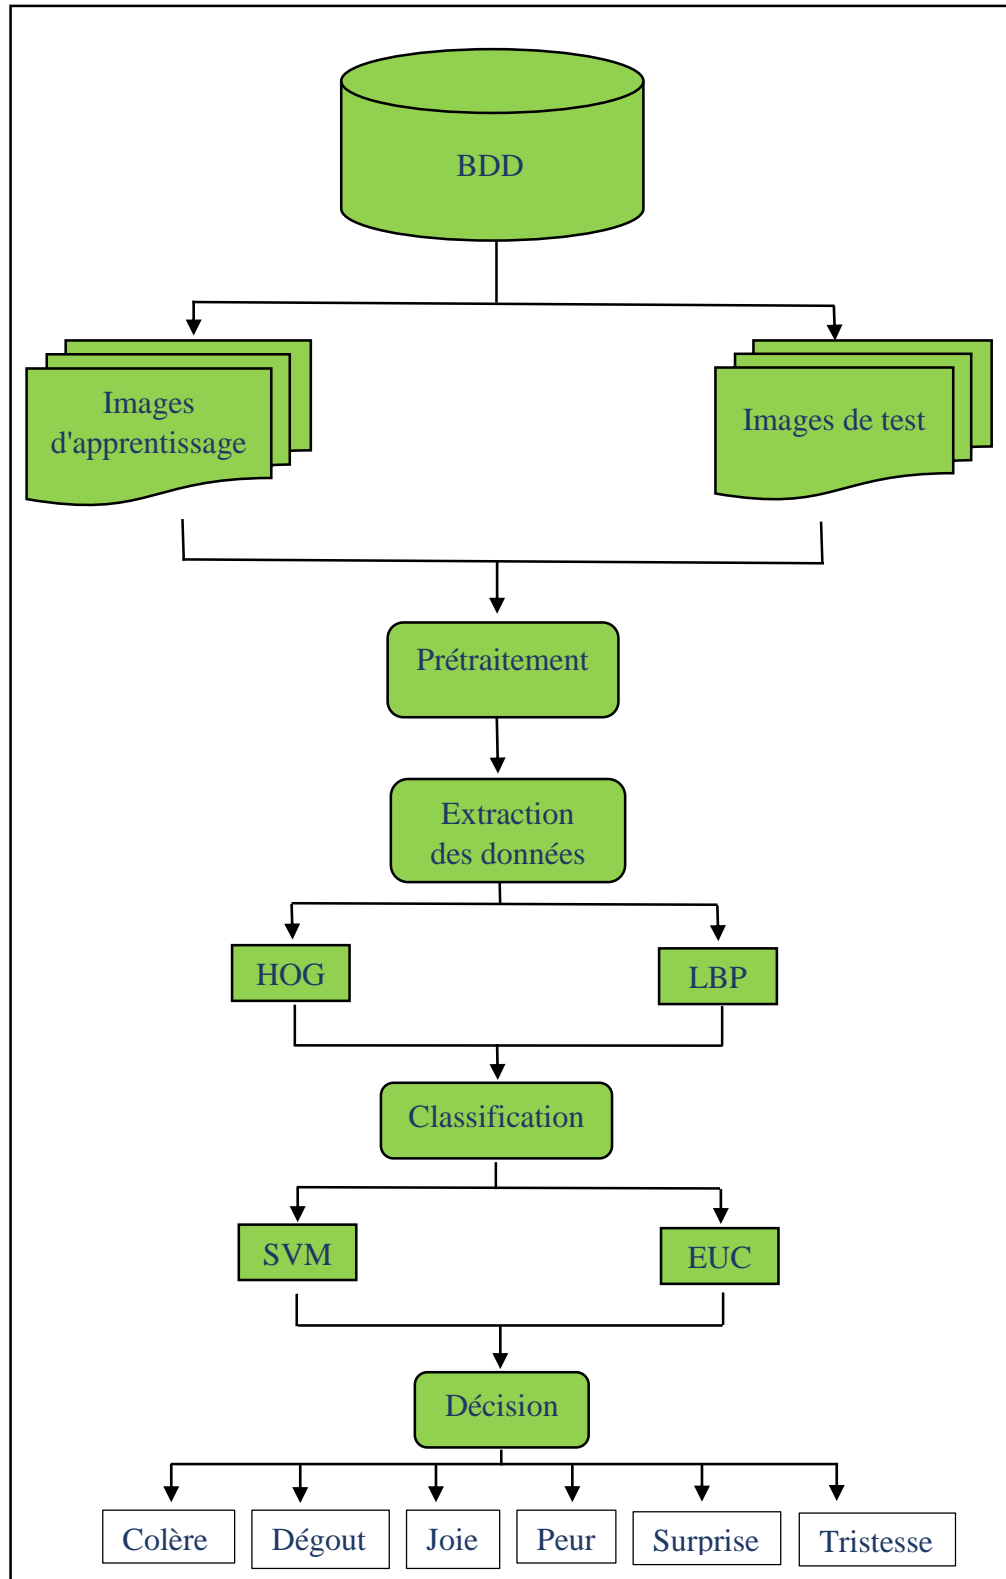 BDD
Images
d'apprentissage
Images de test
Prétraitement
Extraction
des données
HOG
LBP
Classification
SVM
EUC
Décision
Colère
Dégout
Joie
Peur
Surprise
Tristesse